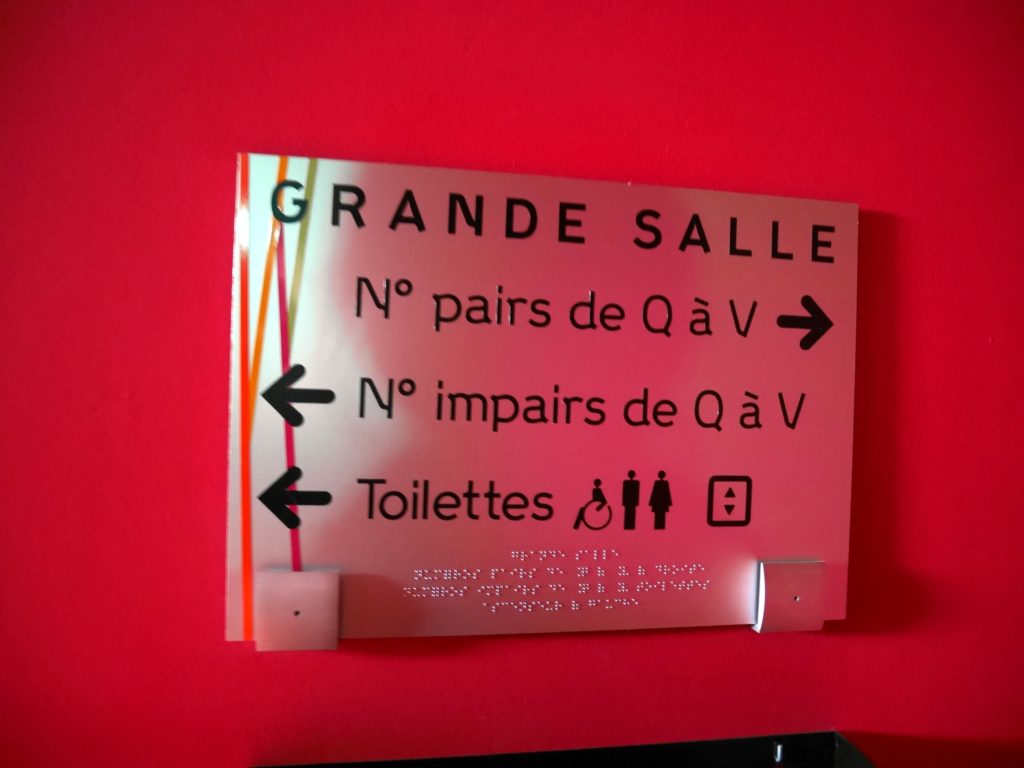 GRANDE SALLE
N° pairs de Q à V →
← N° impairs de Q à V
← Toilettes